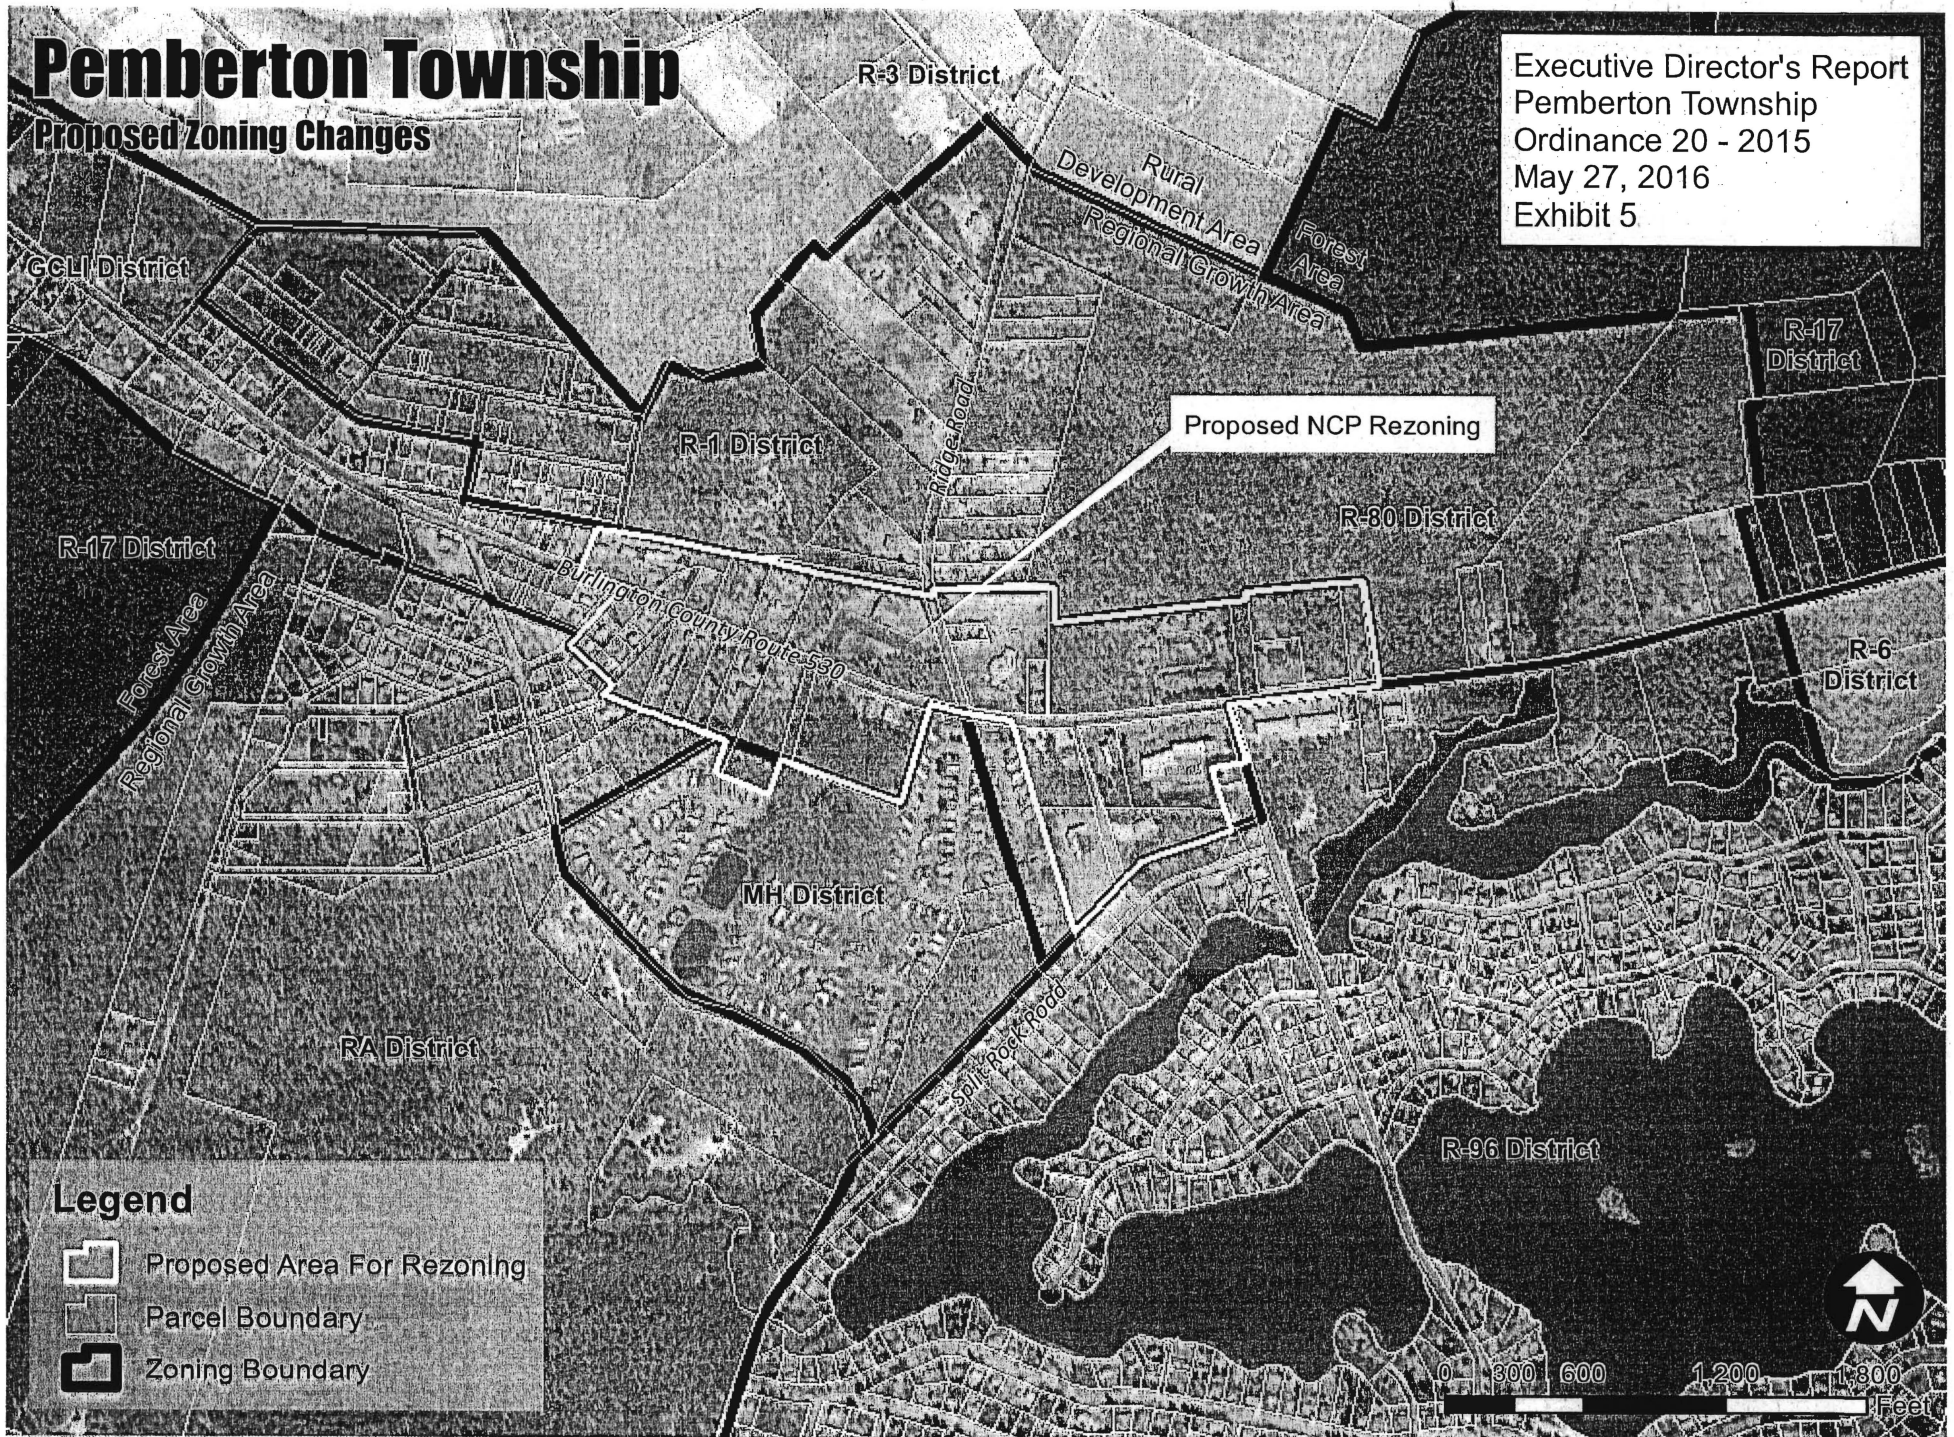 Pemberton Township
Proposed Zoning Changes
Executive Director's Report
Pemberton Township
Ordinance 20 - 2015
May 27, 2016
Exhibit 5
R-3 District
Rural
Development Area
Regional Growth Area
Forest
Area
GCLI District
R-17
District
R-1 District
Ridge Road
Proposed NCP Rezoning
R-80 District
R-17 District
Forest Area
Regional Growth Area
Burlington County Route 530
R-6
District
MH District
Split Rock Road
RA District
R-96 District
Legend
Proposed Area For Rezoning
Parcel Boundary
Zoning Boundary
N
0 300 600 1,200 1,800
Feet